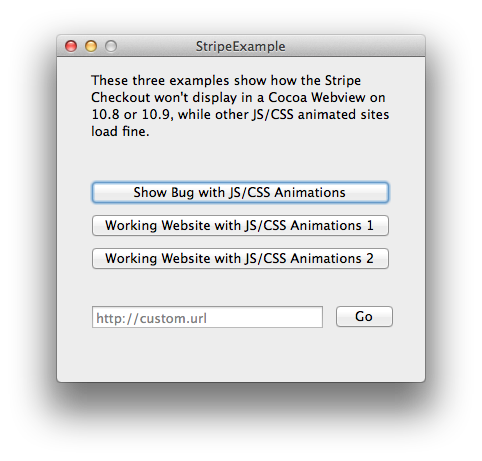 StripeExample
These three examples show how the Stripe
Checkout won't display in a Cocoa Webview on
10.8 or 10.9, while other JS/CSS animated sites
load fine.
Show Bug with JS/CSS Animations
Working Website with JS/CSS Animations 1
Working Website with JS/CSS Animations 2
http://custom.url Go